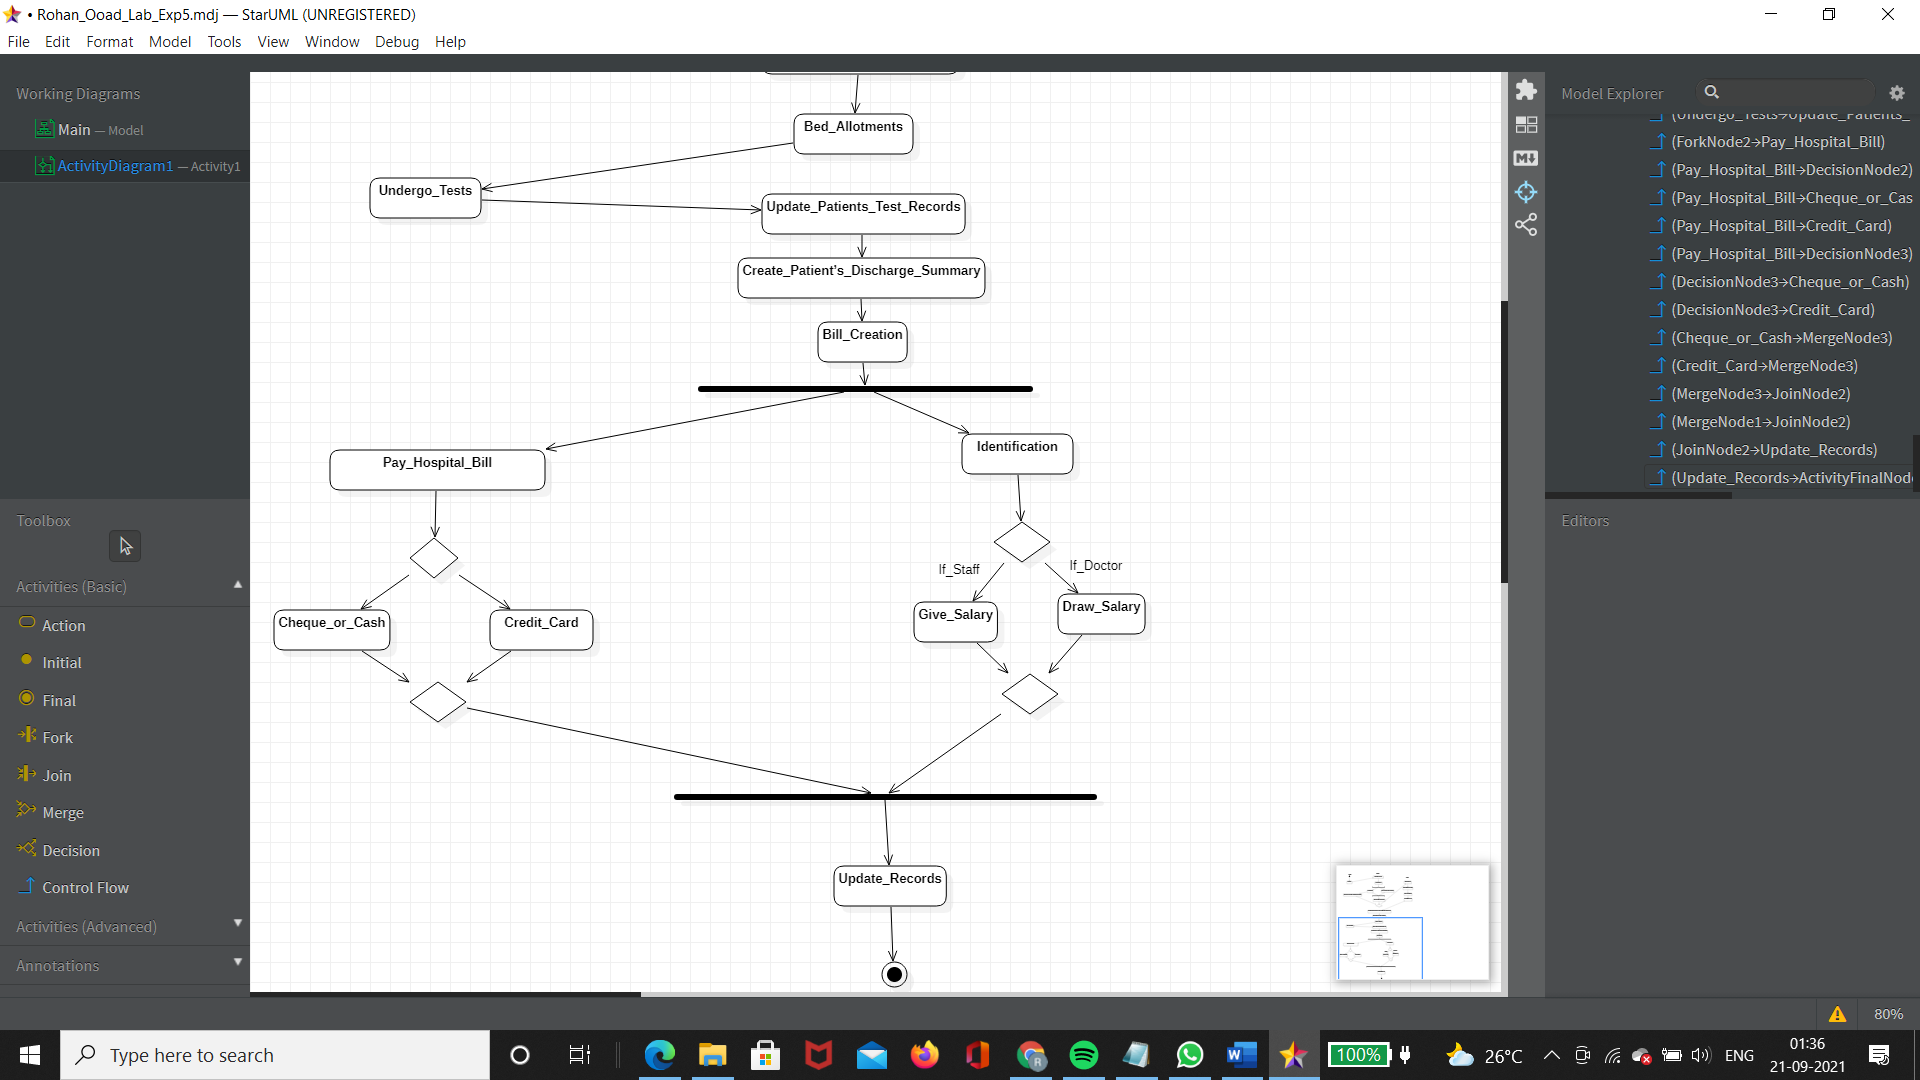 • Rohan_Ooad_Lab_Exp5.mdj — StarUML (UNREGISTERED)
File Edit Format Model Tools View Window Debug Help
Working Diagrams
Main — Model
ActivityDiagram1 — Activity1
Toolbox
Activities (Basic)
Action
Initial
Final
Fork
Join
Merge
Decision
Control Flow
Activities (Advanced)
Annotations
Bed_Allotments
Undergo_Tests
Update_Patients_Test_Records
Create_Patient's_Discharge_Summary
Bill_Creation
Pay_Hospital_Bill
Identification
If_Staff
If_Doctor
Cheque_or_Cash
Credit_Card
Give_Salary
Draw_Salary
Update_Records
Model Explorer
(Undergo_Tests→Update_Patients_
(ForkNode2→Pay_Hospital_Bill)
(Pay_Hospital_Bill→DecisionNode2)
(Pay_Hospital_Bill→Cheque_or_Cas
(Pay_Hospital_Bill→Credit_Card)
(Pay_Hospital_Bill→DecisionNode3)
(DecisionNode3→Cheque_or_Cash)
(DecisionNode3→Credit_Card)
(Cheque_or_Cash→MergeNode3)
(Credit_Card→MergeNode3)
(MergeNode3→JoinNode2)
(MergeNode1→JoinNode2)
(JoinNode2→Update_Records)
(Update_Records→ActivityFinalNode
Editors
80%
Type here to search
100%
26°C
ENG
01:36
21-09-2021